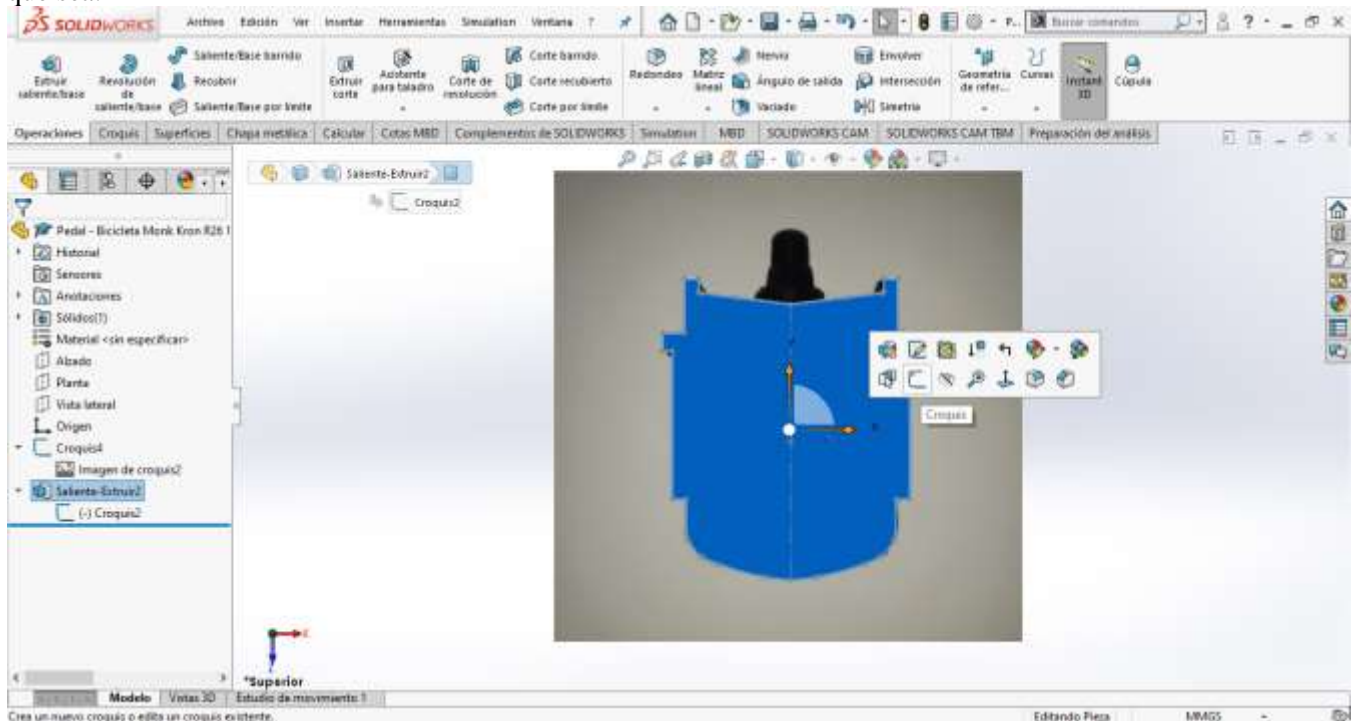 SOLIDWORKS Archivo Edición Ver Insertar Herramientas Simulation Ventana ? P... Buscar comandos
Extruir saliente/base
Revolución de saliente/base
Saliente/Base barrido
Recubrir
Saliente/Base por límite
Extruir corte
Asistente para taladro
Corte de revolución
Corte barrido
Corte recubierto
Corte por límite
Redondeo
Matriz lineal
Nervio
Ángulo de salida
Vaciado
Envolver
Intersección
Simetría
Geometría de refer...
Curvas
Instant 3D
Cúpula
Operaciones Croquis Superficies Chapa metálica Calcular Cotas MBD Complementos de SOLIDWORKS Simulation MBD SOLIDWORKS CAM SOLIDWORKS CAM TBM Preparación del análisis
Saliente-Extruir2
Croquis2
Pedal - Bicicleta Monk Kron R26 1
Historial
Sensores
Anotaciones
Sólidos(1)
Material <sin especificar>
Alzado
Planta
Vista lateral
Origen
Croquis4
Imagen de croquis2
Saliente-Extruir2
(-) Croquis2
Croquis
*Superior
Modelo Vistas 3D Estudio de movimiento 1
Crea un nuevo croquis o edita un croquis existente. Editando Pieza MMGS